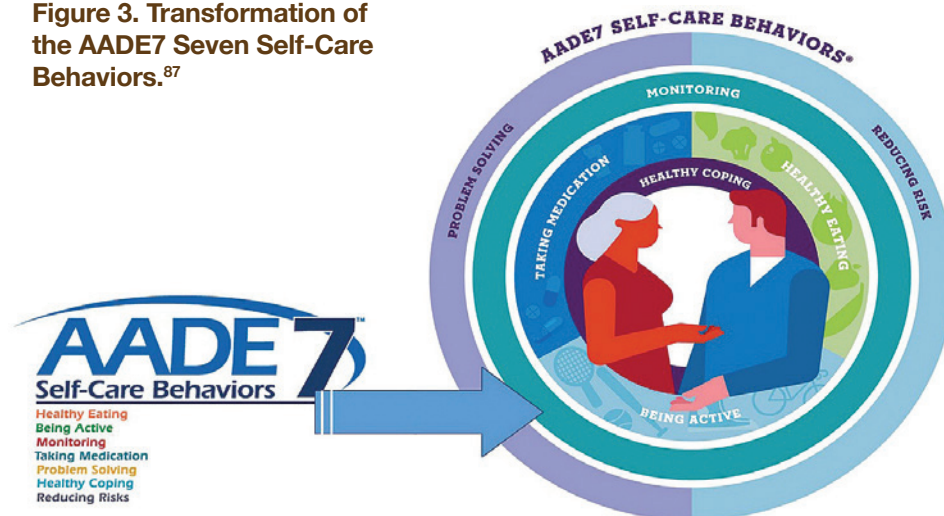 Figure 3. Transformation of
the AADE7 Seven Self-Care
Behaviors.87
AADE7™
Self-Care Behaviors
Healthy Eating
Being Active
Monitoring
Taking Medication
Problem Solving
Healthy Coping
Reducing Risks
AADE7 SELF-CARE BEHAVIORS®
PROBLEM SOLVING
REDUCING RISK
MONITORING
TAKING MEDICATION
HEALTHY EATING
HEALTHY COPING
BEING ACTIVE